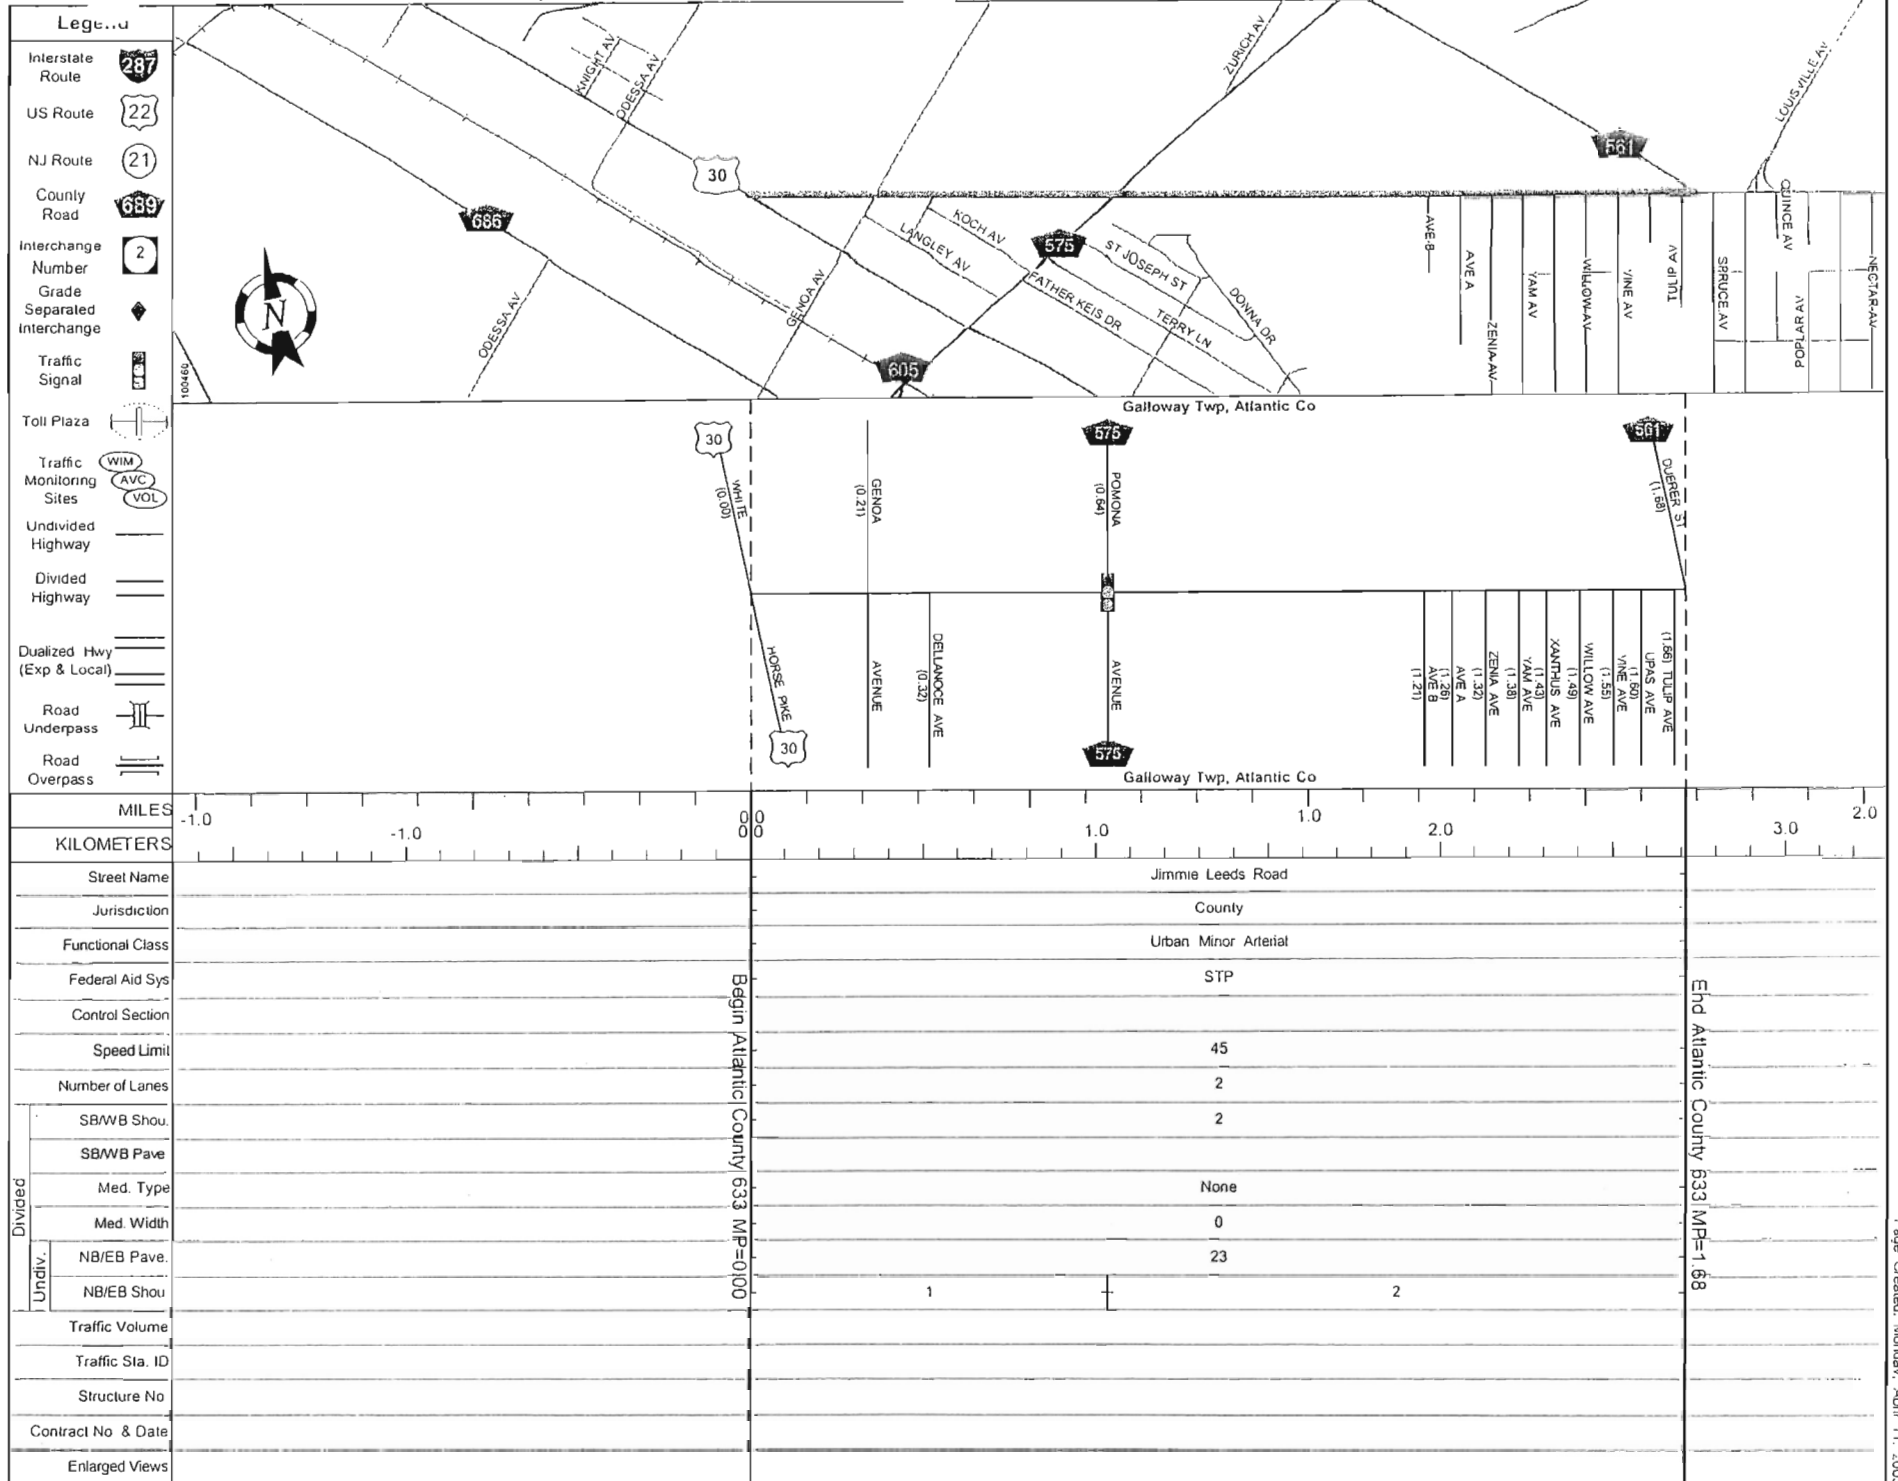 Legend
Interstate
Route
287
US Route
22
NJ Route
21
County
Road
689
Interchange
Number
2
Grade
Separated
Interchange
Traffic
Signal
Toll Plaza
Traffic
Monitoring
Sites
WIM
AVC
VOL
Undivided
Highway
Divided
Highway
Dualized Hwy
(Exp & Local)
Road
Underpass
Road
Overpass
KNIGHT AV
ODESSA AV
ZURICH AV
LOUISVILLE AV
561
30
686
N
ODESSA AV
GENOA AV
LANGLEY AV
KOCH AV
575
ST JOSEPH ST
FATHER KEIS DR
TERRY LN
DONNA DR
605
AVE B
AVE A
ZENIA AV
YAM AV
WILLOW AV
VINE AV
TULIP AV
SPRUCE AV
QUINCE AV
POPLAR AV
NECTAR AV
Galloway Twp, Atlantic Co
30
WHITE
(0.00)
HORSE PIKE
30
GENOA
(0.21)
AVENUE
DELLANOCE AVE
(0.32)
575
POMONA
(0.64)
AVENUE
575
561
DUERER ST
(1.68)
(1.66) TULIP AVE
UPAS AVE
(1.60)
VINE AVE
(1.55)
WILLOW AVE
(1.49)
XANTHUS AVE
(1.43)
YAM AVE
(1.38)
ZENIA AVE
(1.32)
AVE A
(1.26)
AVE B
(1.21)
Galloway Twp, Atlantic Co
MILES
-1.0
0.0
1.0
2.0
KILOMETERS
-1.0
0.0
1.0
2.0
3.0
Street Name
Jimmie Leeds Road
Jurisdiction
County
Functional Class
Urban Minor Arterial
Federal Aid Sys
STP
Control Section
Speed Limit
45
Number of Lanes
2
Divided
SB/WB Shou.
2
SB/WB Pave
Med. Type
None
Med. Width
0
Undiv.
NB/EB Pave.
23
NB/EB Shou
1
2
Traffic Volume
Traffic Sta. ID
Structure No
Contract No & Date
Enlarged Views
Begin Atlantic County 633 MP=0.00
End Atlantic County 633 MP=1.68